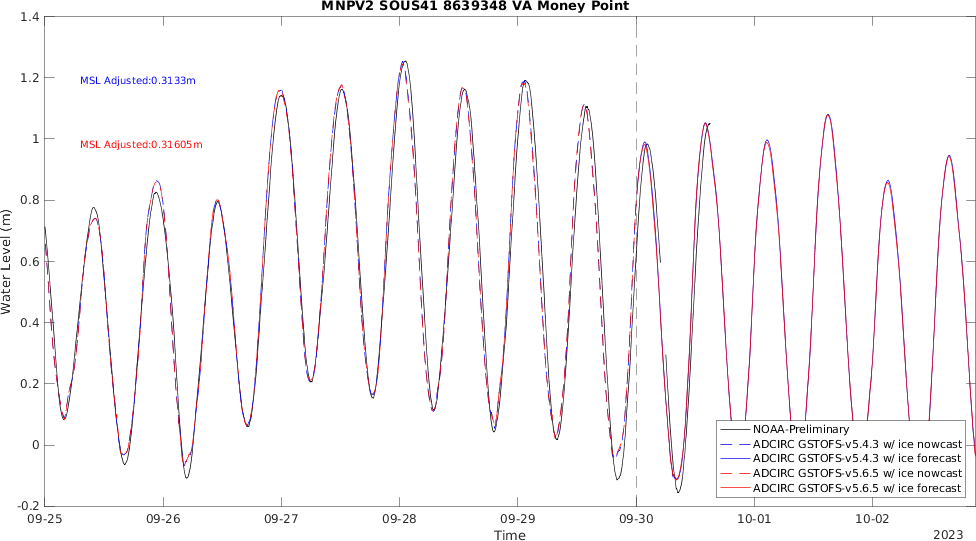 MNPV2 SOUS41 8639348 VA Money Point
1.4
1.2
1
0.8
0.6
0.4
0.2
0
-0.2
Water Level (m)
MSL Adjusted:0.3133m
MSL Adjusted:0.31605m
NOAA-Preliminary
ADCIRC GSTOFS-v5.4.3 w/ ice nowcast
ADCIRC GSTOFS-v5.4.3 w/ ice forecast
ADCIRC GSTOFS-v5.6.5 w/ ice nowcast
ADCIRC GSTOFS-v5.6.5 w/ ice forecast
09-25 09-26 09-27 09-28 09-29 09-30 10-01 10-02
Time
2023